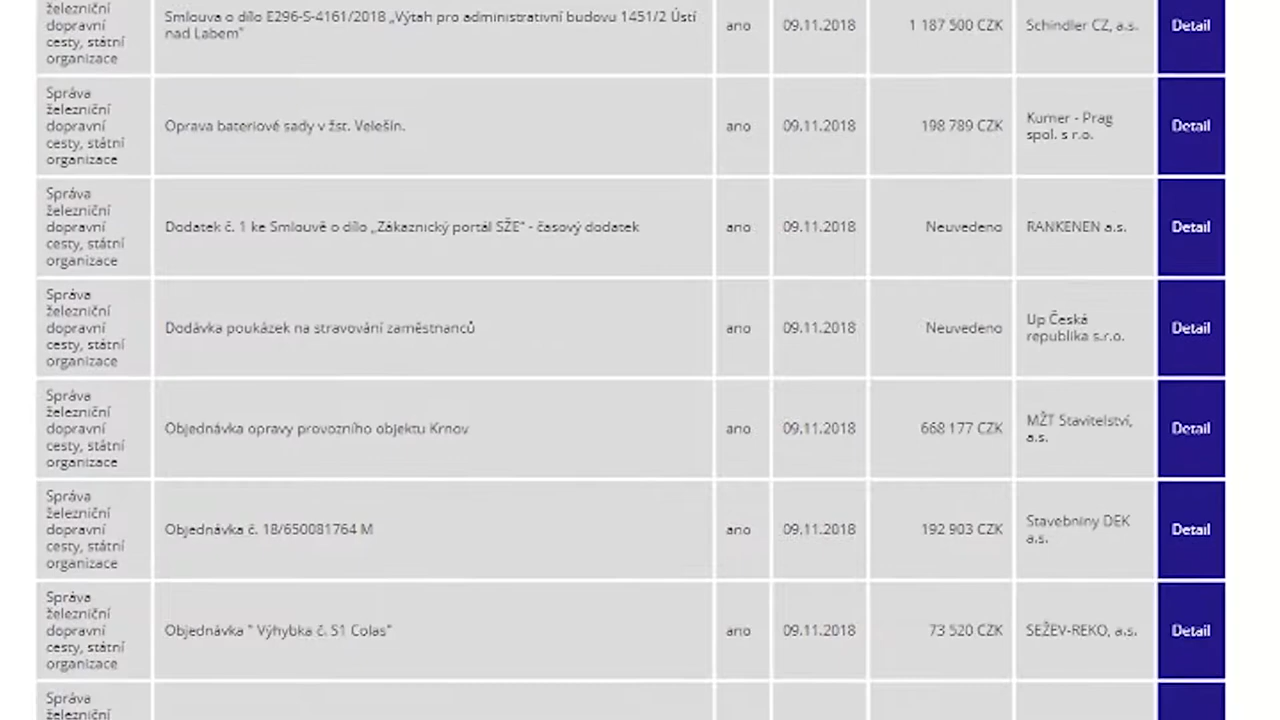 železniční
dopravní
cesty, státní
organizace
Smlouva o dílo E296-S-4161/2018 „Výtah pro administrativní budovu 1451/2 Ústí
nad Labem"
ano
09.11.2018
1 187 500 CZK
Schindler CZ, a.s.
Detail
Správa
železniční
dopravní
cesty, státní
organizace
Oprava bateriové sady v žst. Velešín.
ano
09.11.2018
198 789 CZK
Kumer - Prag
spol. s r.o.
Detail
Správa
železniční
dopravní
cesty, státní
organizace
Dodatek č. 1 ke Smlouvě o dílo „Zákaznický portál SŽE" - časový dodatek
ano
09.11.2018
Neuvedeno
RANKENEN a.s.
Detail
Správa
železniční
dopravní
cesty, státní
organizace
Dodávka poukázek na stravování zaměstnanců
ano
09.11.2018
Neuvedeno
Up Česká
republika s.r.o.
Detail
Správa
železniční
dopravní
cesty, státní
organizace
Objednávka opravy provozního objektu Krnov
ano
09.11.2018
668 177 CZK
MŽT Stavitelství,
a.s.
Detail
Správa
železniční
dopravní
cesty, státní
organizace
Objednávka č. 18/650081764 M
ano
09.11.2018
192 903 CZK
Stavebniny DEK
a.s.
Detail
Správa
železniční
dopravní
cesty, státní
organizace
Objednávka " Výhybka č. S1 Colas"
ano
09.11.2018
73 520 CZK
SEŽEV-REKO, a.s.
Detail
Správa
železniční